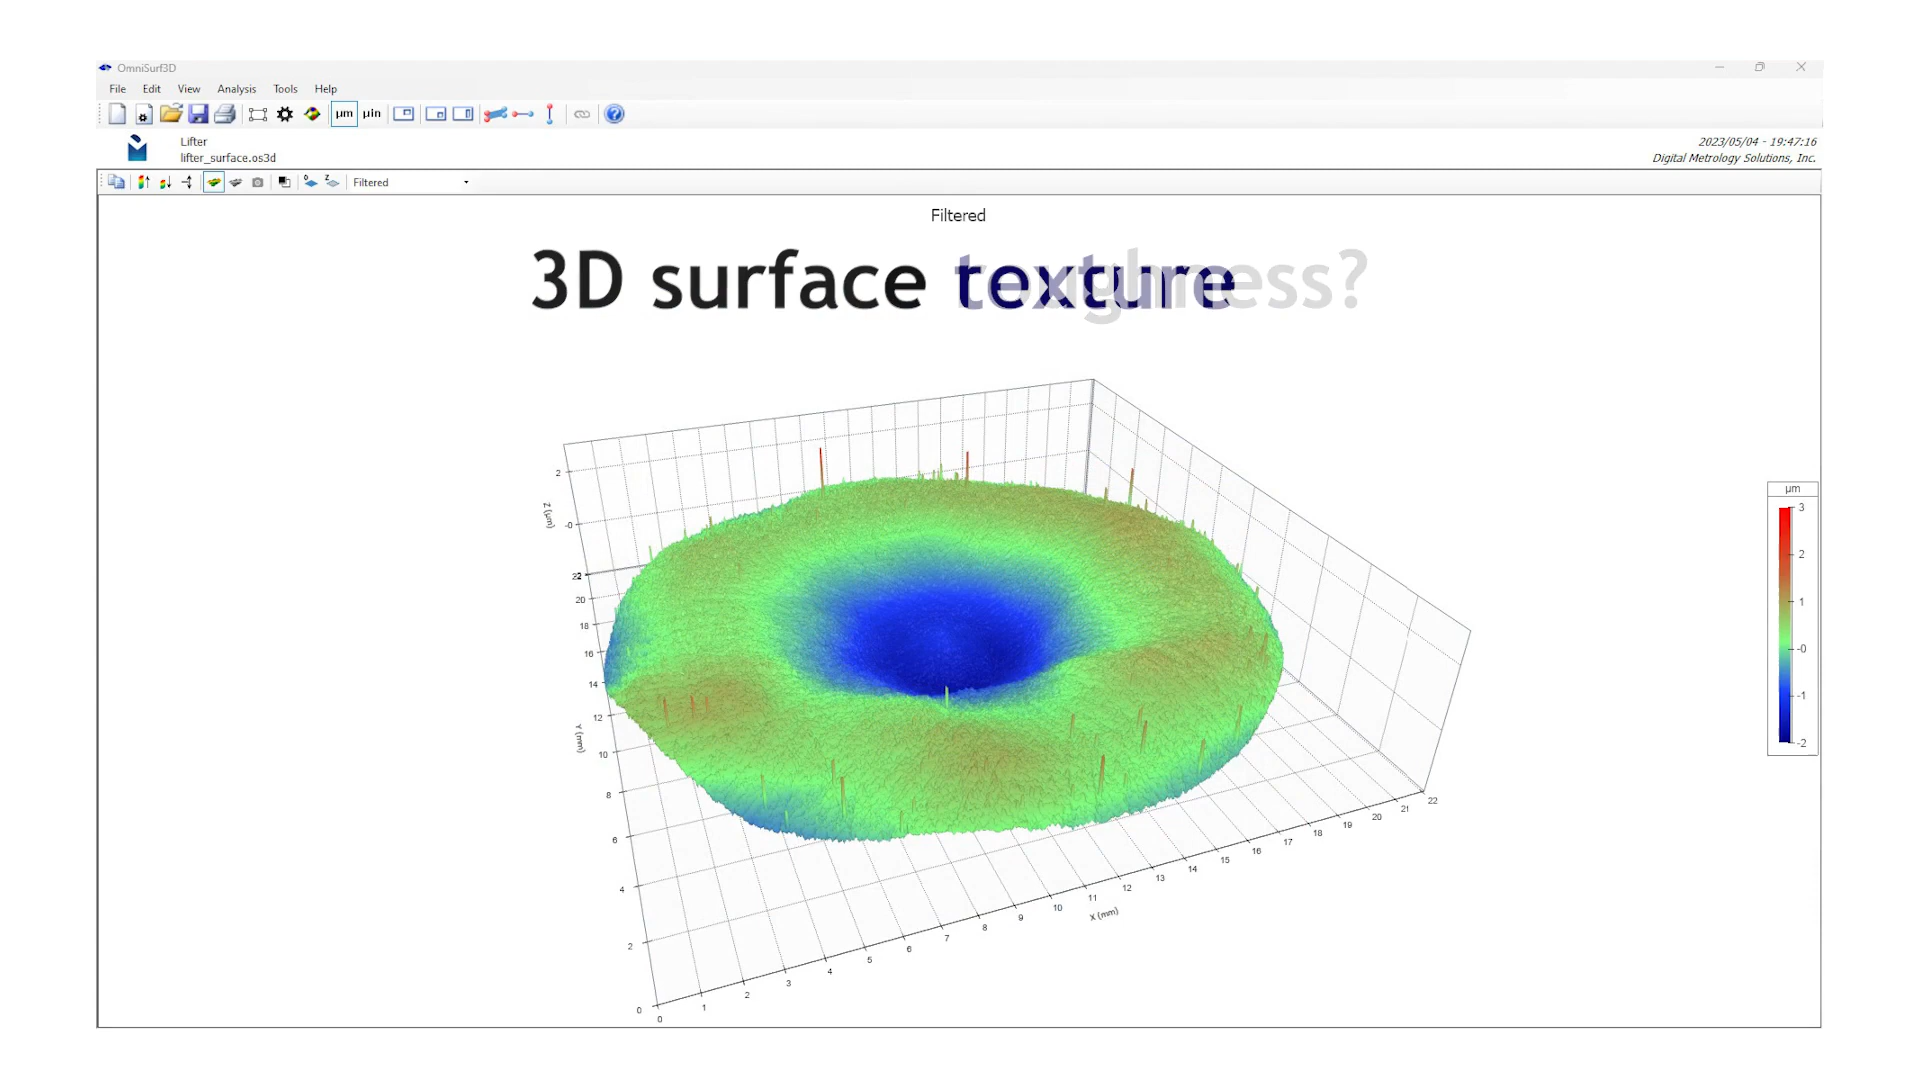 OmniSurf3D
File Edit View Analysis Tools Help
µm µin
Lifter
lifter_surface.os3d
2023/05/04 - 19:47:16
Digital Metrology Solutions, Inc.
Filtered
Filtered
3D surface texture
roughness?
2
-0
Z (µm)
22
20
18
16
14
12
10
8
6
4
2
0
Y (mm)
0
1
2
3
4
5
6
7
8
9
10
11
12
13
14
15
16
17
18
19
20
21
22
X (mm)
µm
3
2
1
-0
-1
-2